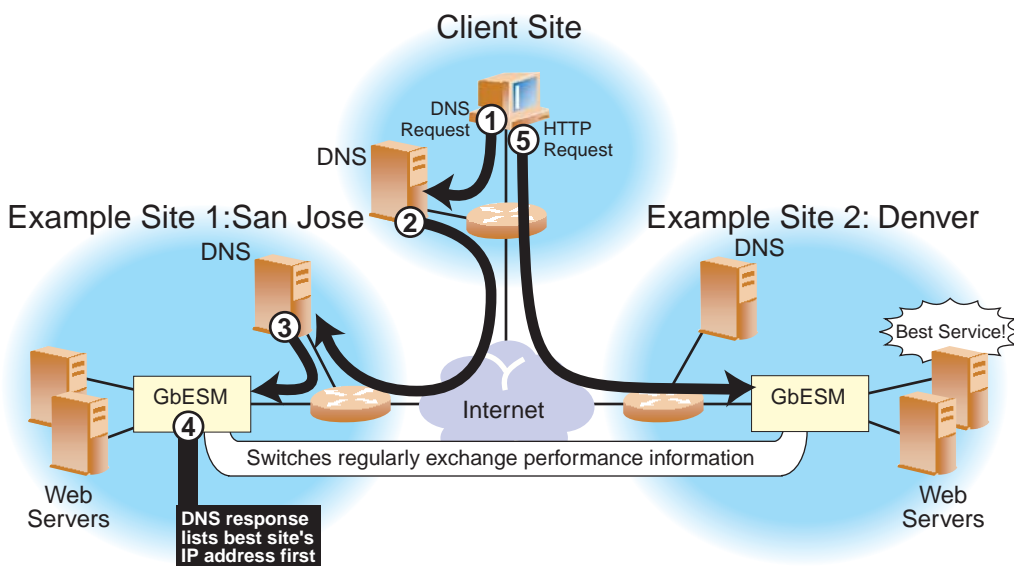 Client Site
DNS
Request
1
5
HTTP
Request
DNS
2
Example Site 1:San Jose
DNS
3
Example Site 2: Denver
DNS
Best Service!
GbESM
4
Internet
GbESM
Switches regularly exchange performance information
Web
Servers
Web
Servers
DNS response
lists best site's
IP address first